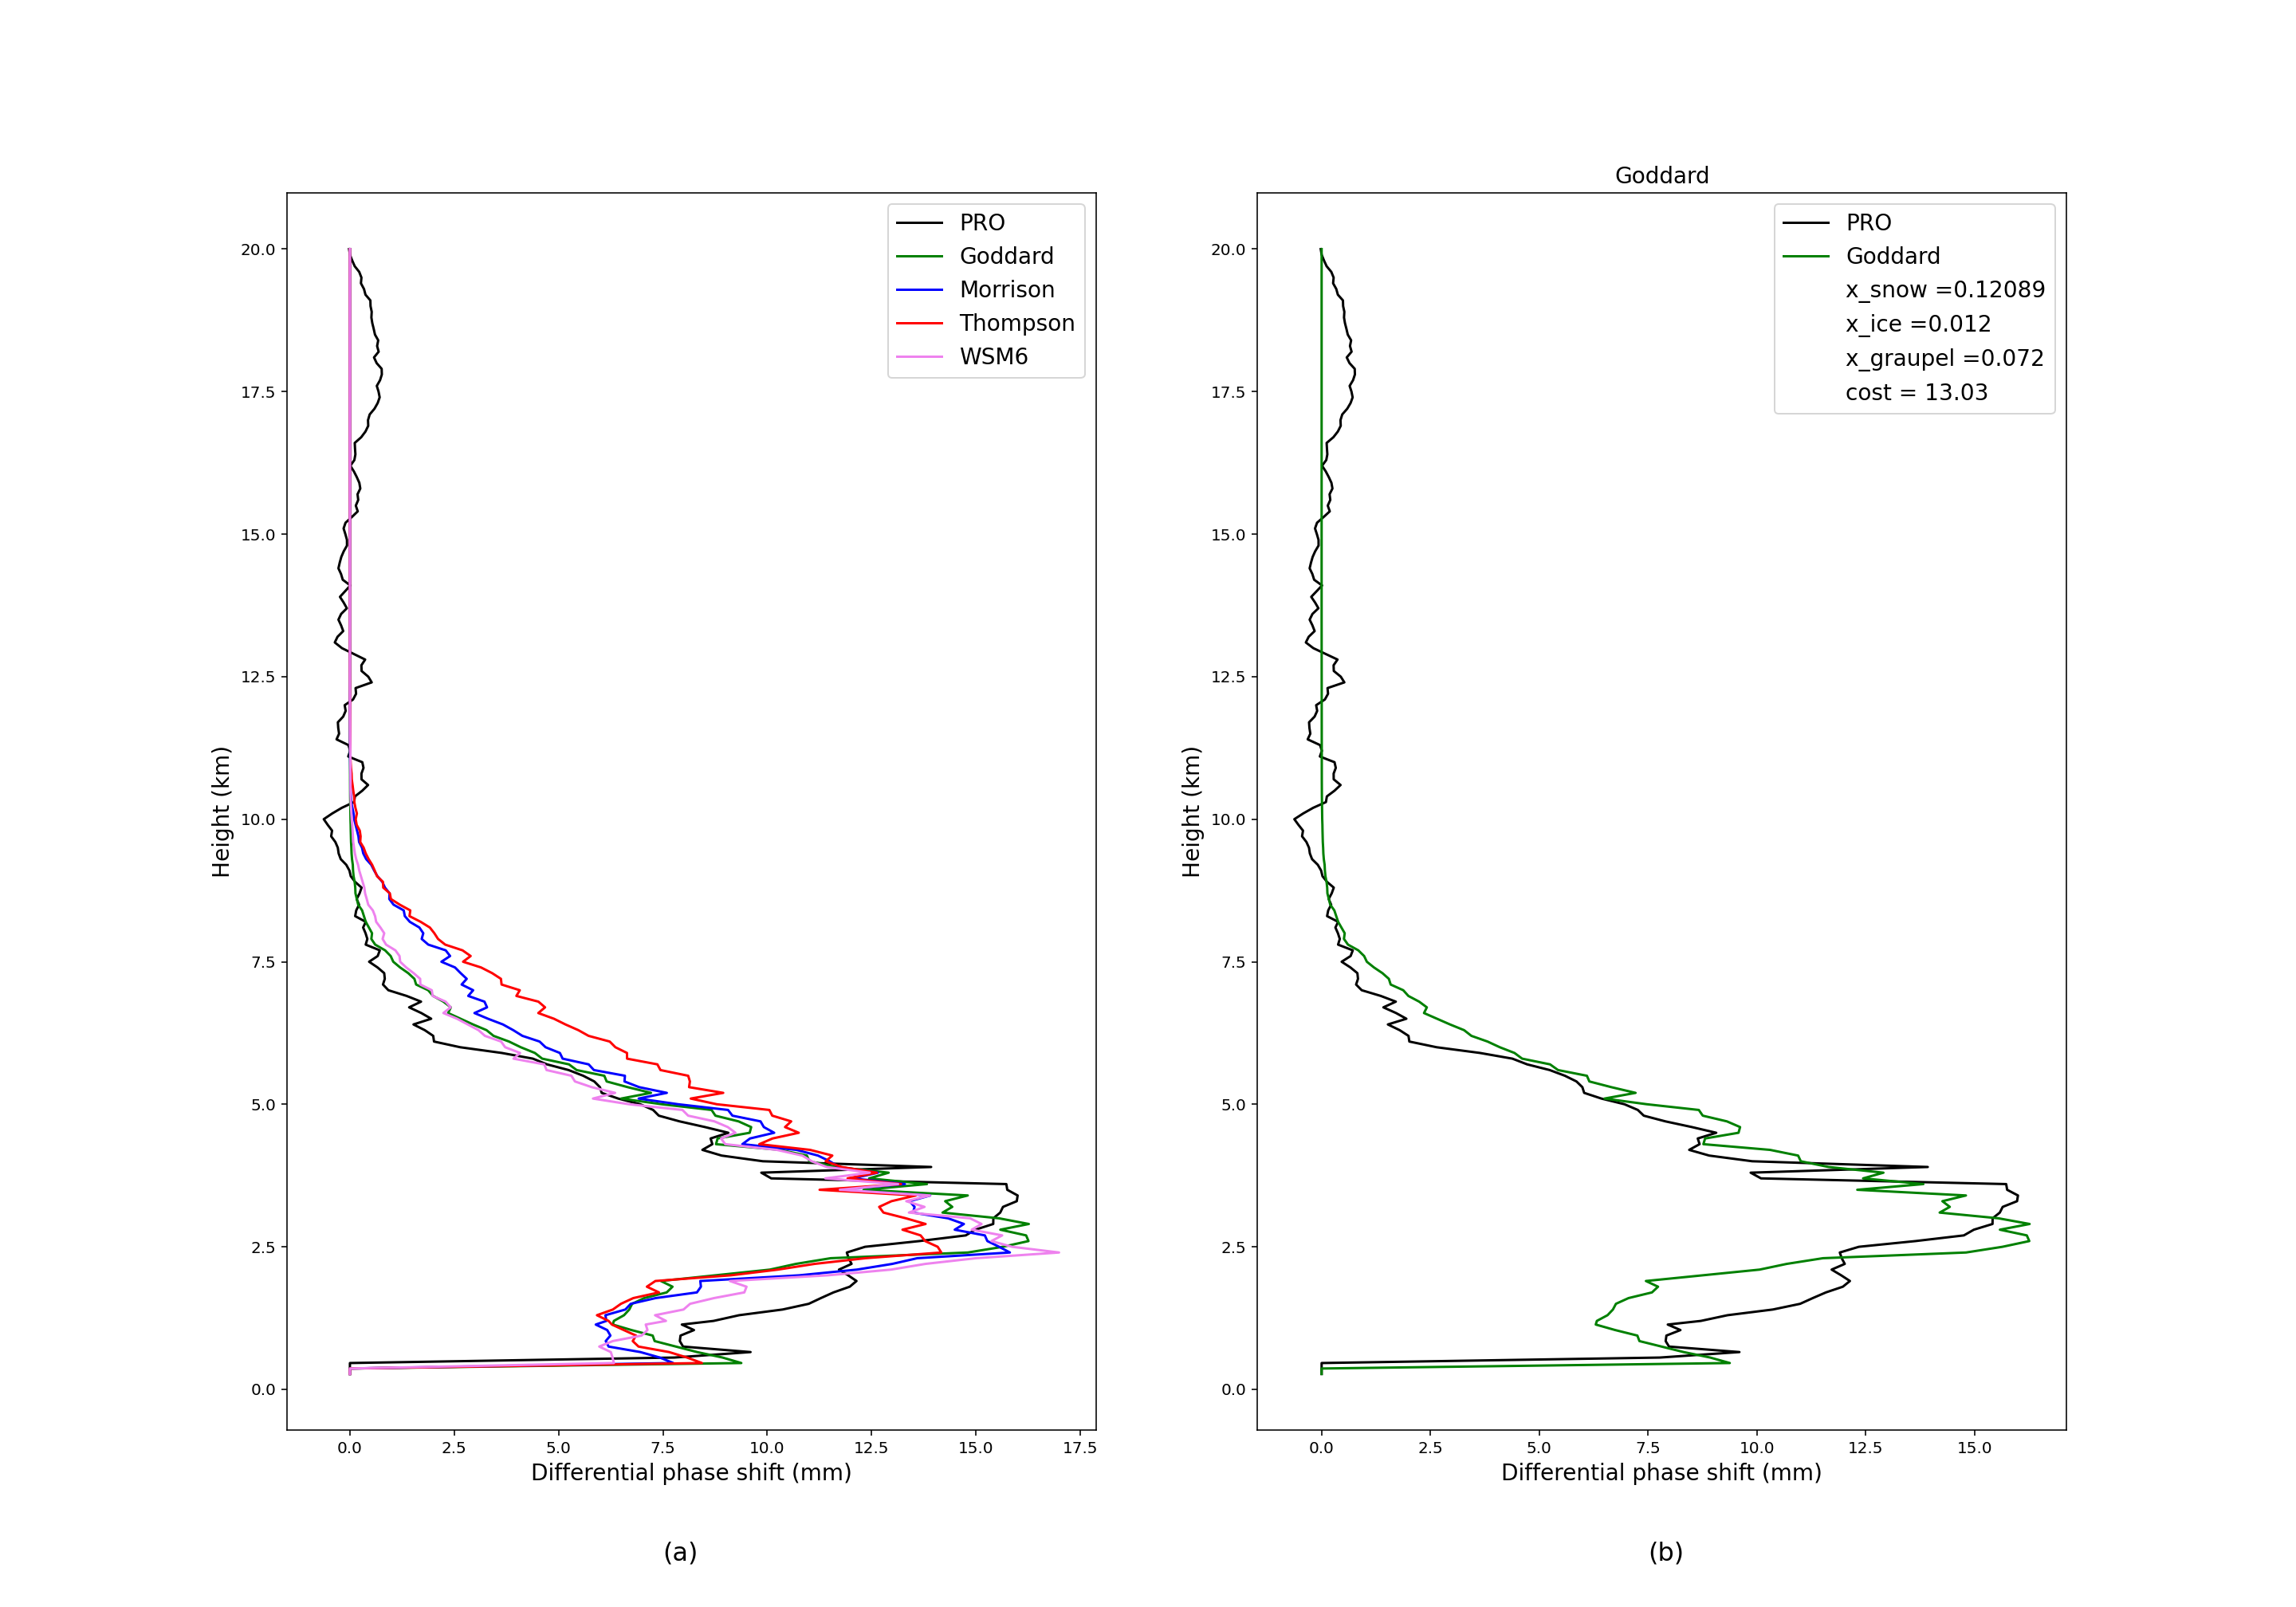 PRO
Goddard
Morrison
Thompson
WSM6
20.0
17.5
15.0
12.5
10.0
7.5
5.0
2.5
0.0
Height (km)
0.0 2.5 5.0 7.5 10.0 12.5 15.0 17.5
Differential phase shift (mm)
(a)
Goddard
PRO
Goddard
x_snow =0.12089
x_ice =0.012
x_graupel =0.072
cost = 13.03
20.0
17.5
15.0
12.5
10.0
7.5
5.0
2.5
0.0
Height (km)
0.0 2.5 5.0 7.5 10.0 12.5 15.0
Differential phase shift (mm)
(b)